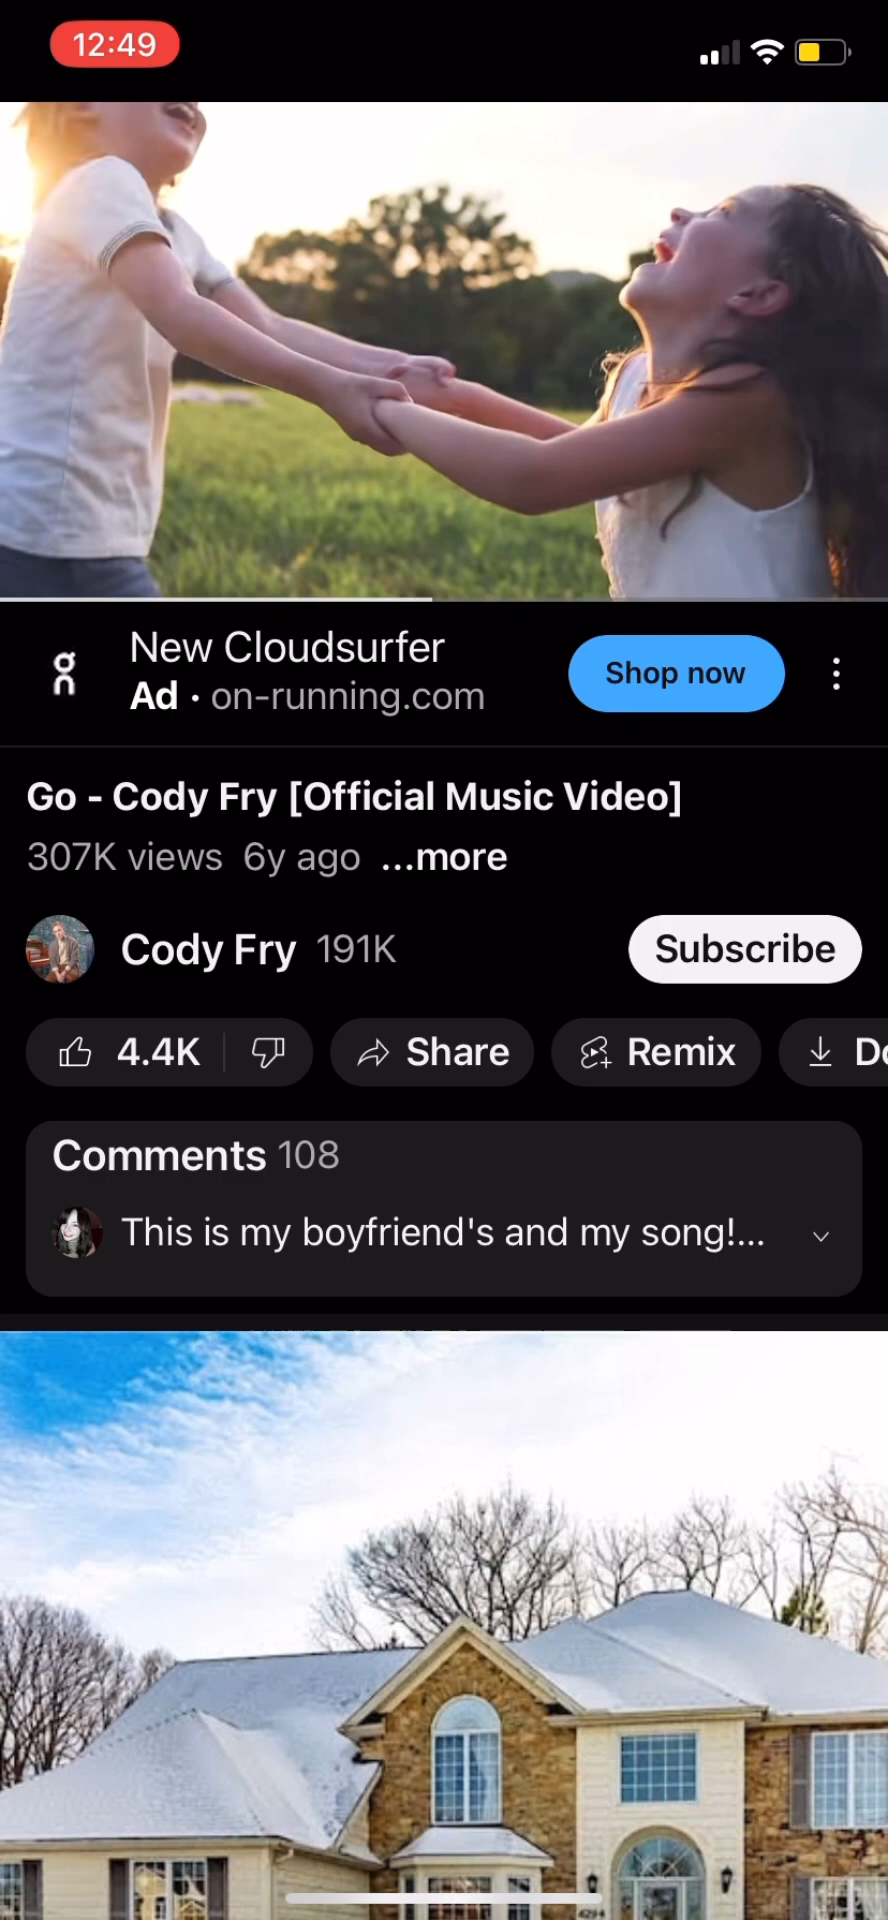 12:49
New Cloudsurfer
Ad · on-running.com
Shop now
Go - Cody Fry [Official Music Video]
307K views 6y ago ...more
Cody Fry 191K
Subscribe
4.4K
Share
Remix
Do
Comments 108
This is my boyfriend's and my song!...
4294